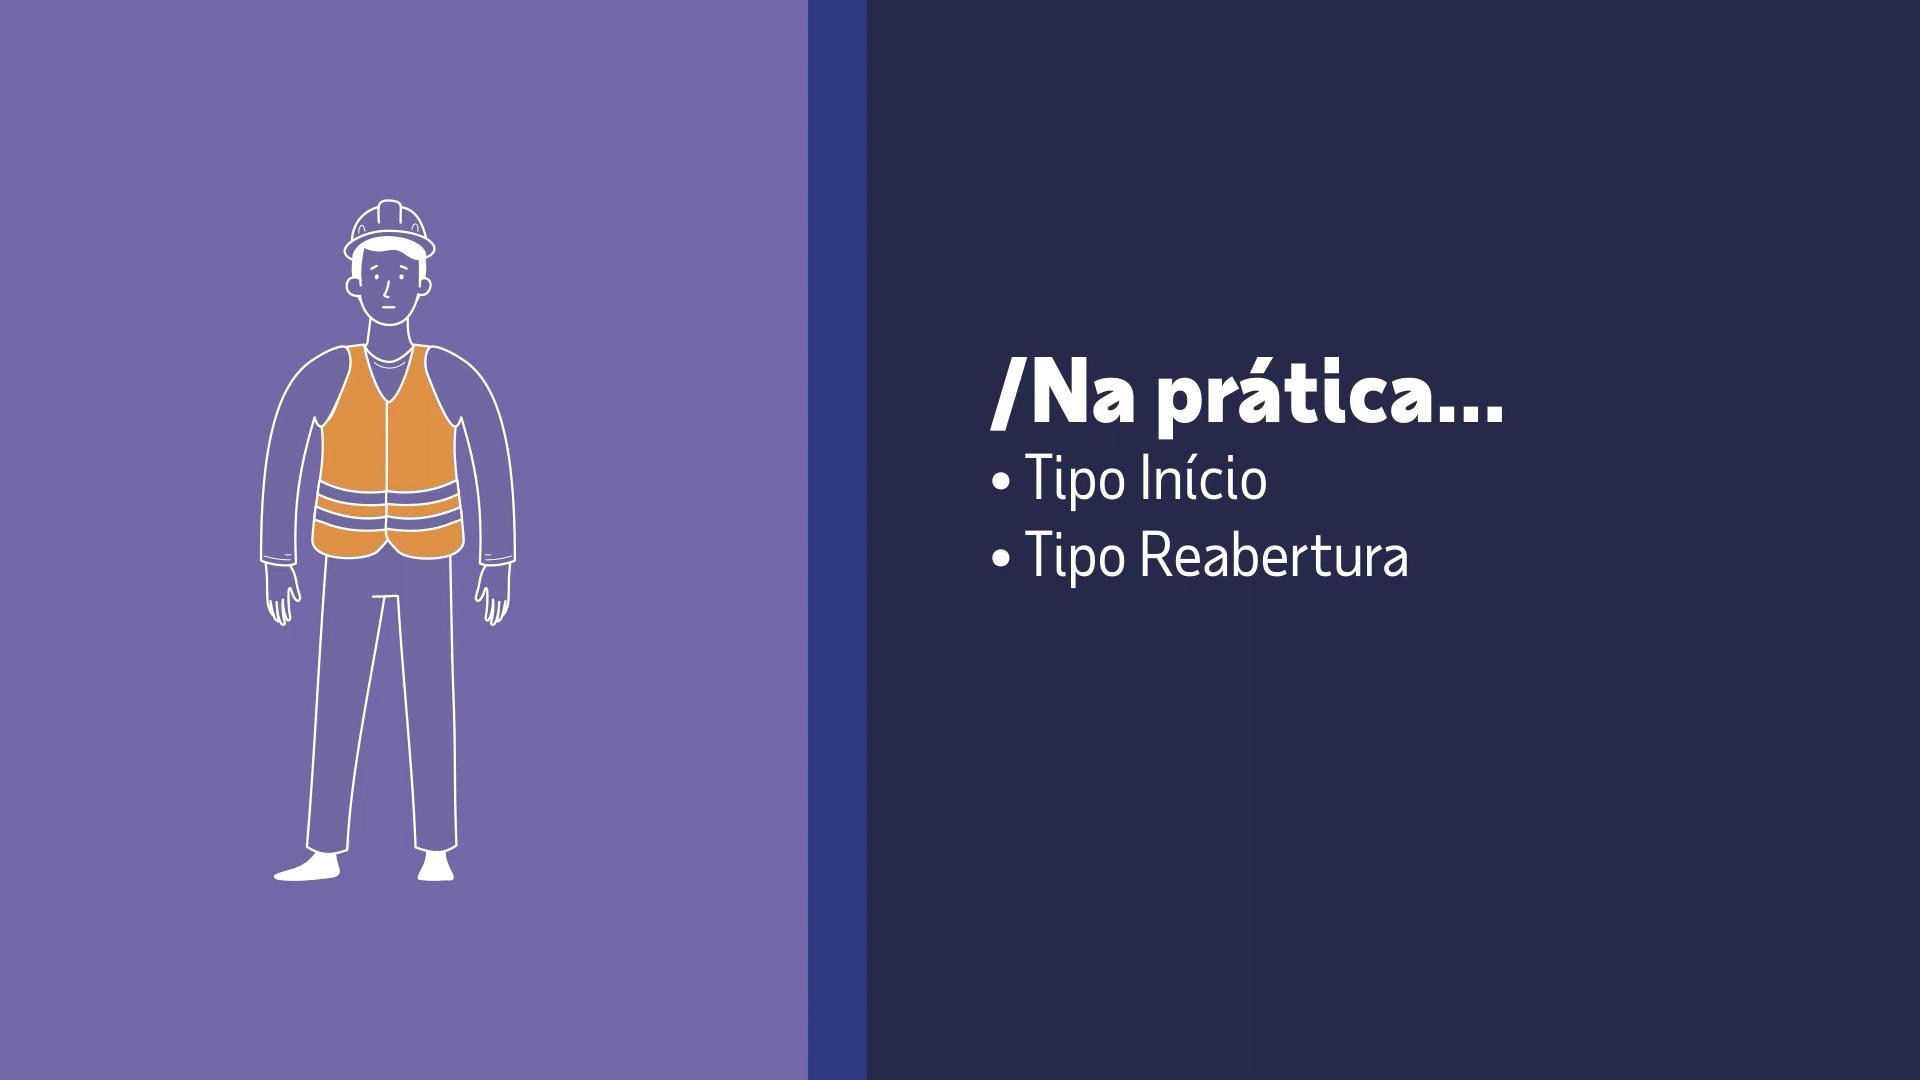 /Na prática...
• Tipo Início
• Tipo Reabertura